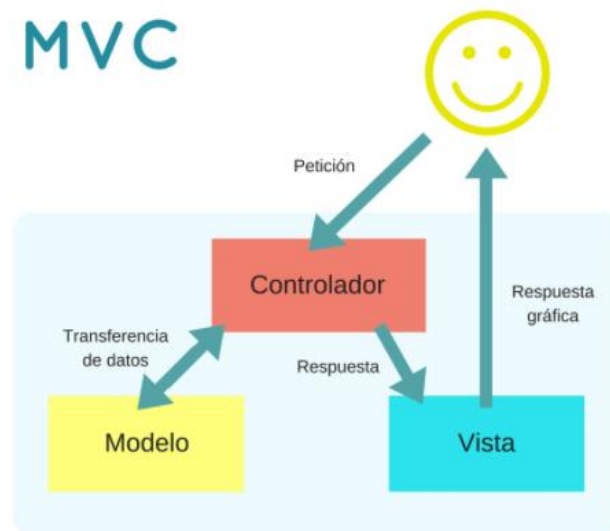 MVC
Petición
Controlador
Respuesta
gráfica
Transferencia
de datos
Respuesta
Modelo
Vista